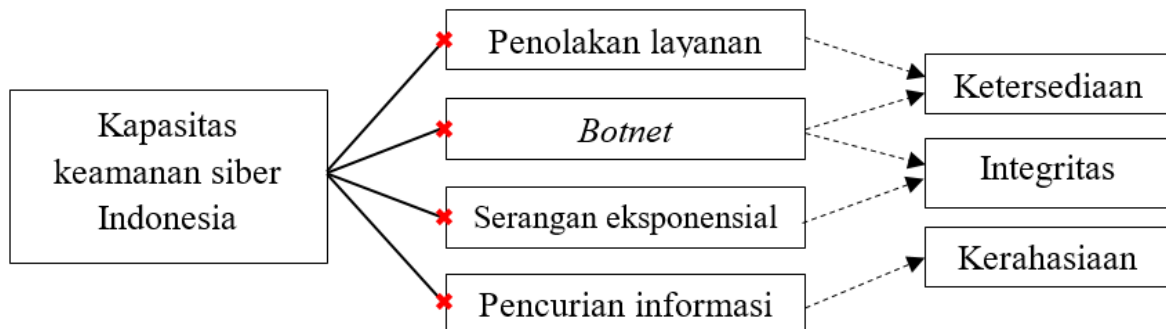 Kapasitas
keamanan siber
Indonesia
Penolakan layanan
Botnet
Serangan eksponensial
Pencurian informasi
Ketersediaan
Integritas
Kerahasiaan